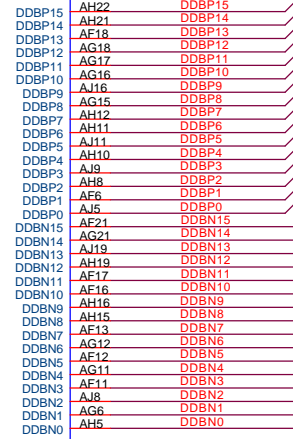 DDBP15 AH22 DDBP15
DDBP14 AH21 DDBP14
DDBP13 AF18 DDBP13
DDBP12 AG18 DDBP12
DDBP11 AG17 DDBP11
DDBP10 AG16 DDBP10
DDBP9 AJ16 DDBP9
DDBP8 AG15 DDBP8
DDBP7 AH12 DDBP7
DDBP6 AH11 DDBP6
DDBP5 AJ11 DDBP5
DDBP4 AH10 DDBP4
DDBP3 AJ9 DDBP3
DDBP2 AH8 DDBP2
DDBP1 AF6 DDBP1
DDBP0 AJ5 DDBP0
DDBN15 AF21 DDBN15
DDBN14 AG21 DDBN14
DDBN13 AJ19 DDBN13
DDBN12 AH19 DDBN12
DDBN11 AF17 DDBN11
DDBN10 AF16 DDBN10
DDBN9 AH16 DDBN9
DDBN8 AH15 DDBN8
DDBN7 AF13 DDBN7
DDBN6 AG12 DDBN6
DDBN5 AF12 DDBN5
DDBN4 AG11 DDBN4
DDBN3 AF11 DDBN3
DDBN2 AJ8 DDBN2
DDBN1 AG6 DDBN1
DDBN0 AH5 DDBN0